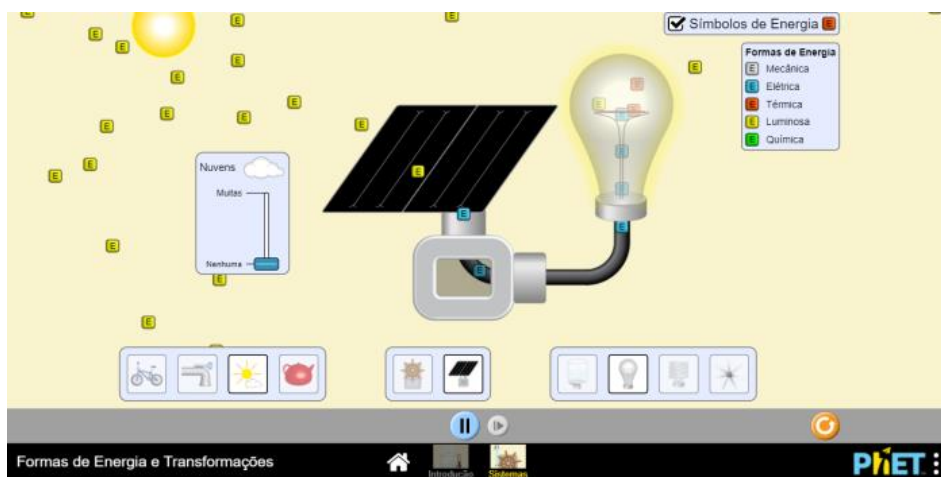 Símbolos de Energia E
Formas de Energia
E Mecânica
E Elétrica
E Térmica
E Luminosa
E Química
Nuvens
Muitas
Nenhuma
Formas de Energia e Transformações
Introdução
Sistemas
PhET